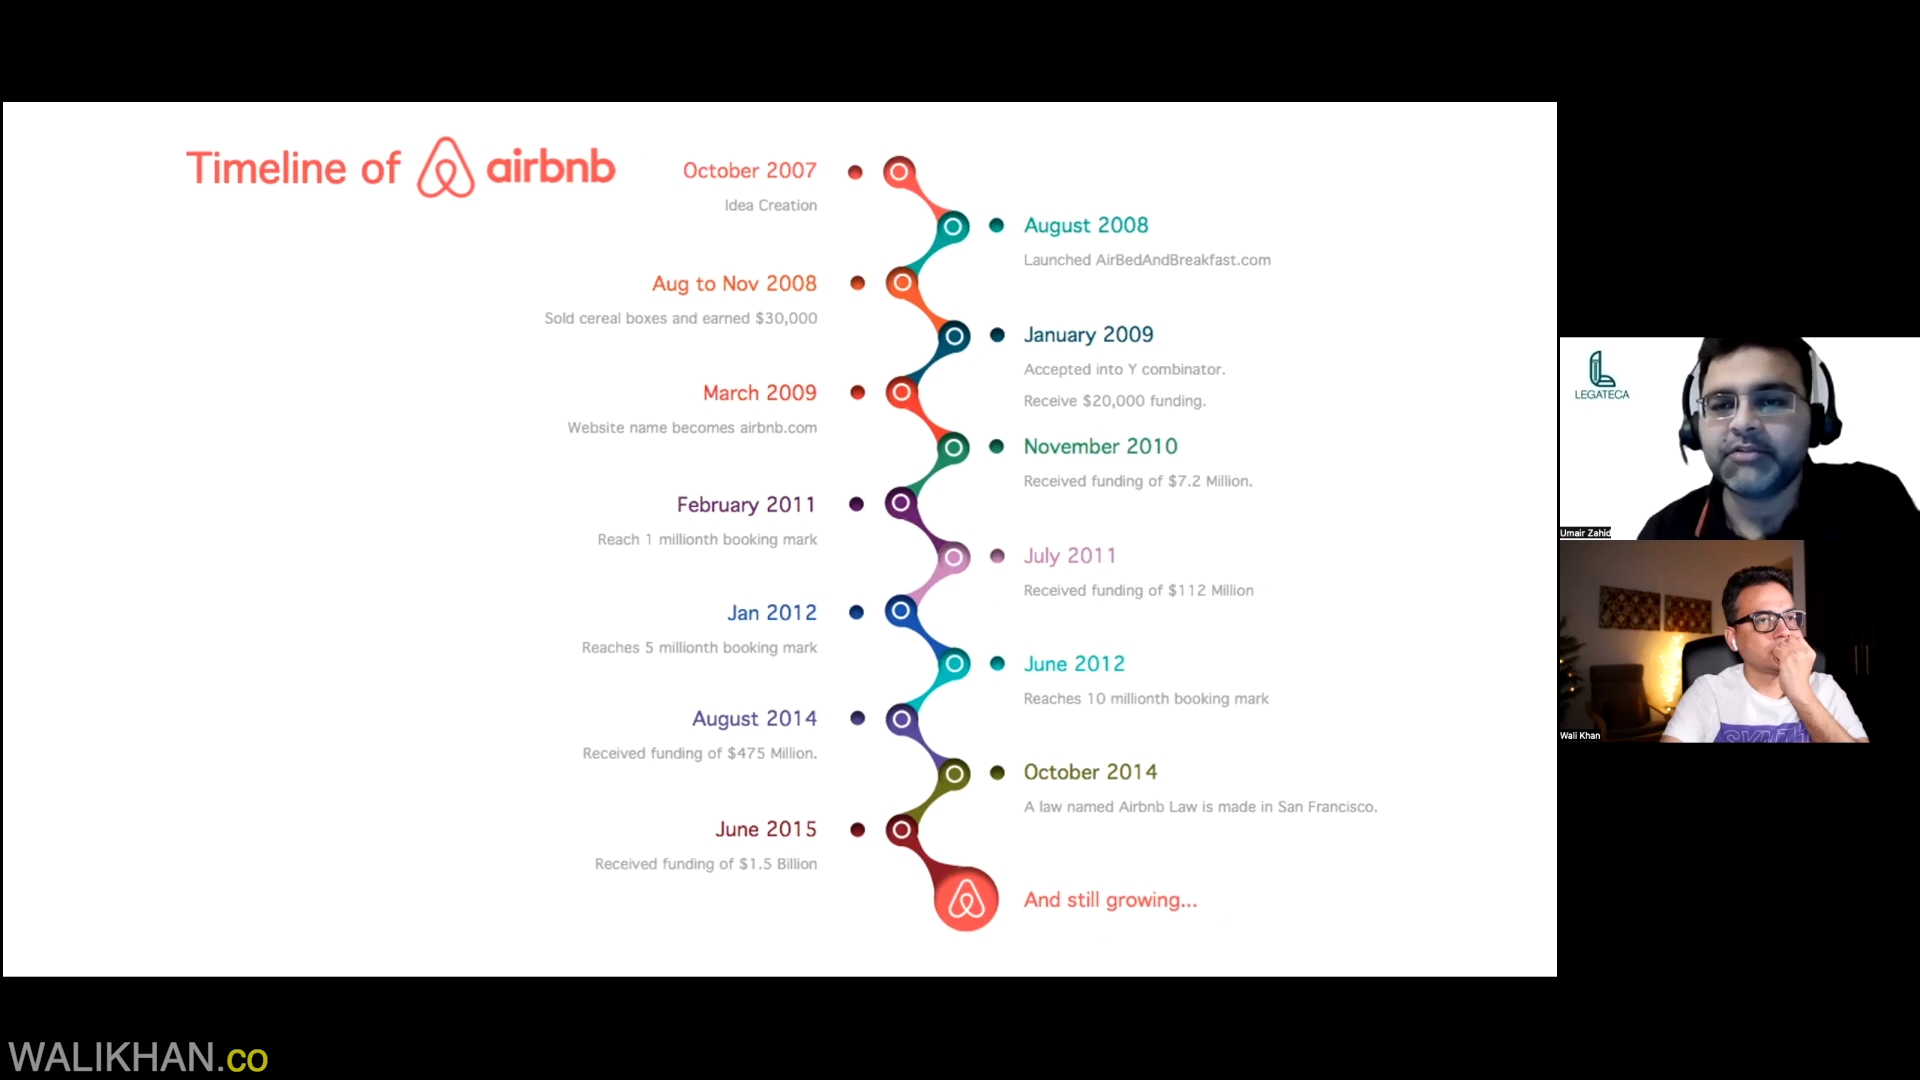 Timeline of airbnb
October 2007
Idea Creation
August 2008
Launched AirBedAndBreakfast.com
Aug to Nov 2008
Sold cereal boxes and earned $30,000
January 2009
Accepted into Y combinator.
Receive $20,000 funding.
March 2009
Website name becomes airbnb.com
November 2010
Received funding of $7.2 Million.
February 2011
Reach 1 millionth booking mark
July 2011
Received funding of $112 Million
Jan 2012
Reaches 5 millionth booking mark
June 2012
Reaches 10 millionth booking mark
August 2014
Received funding of $475 Million.
October 2014
A law named Airbnb Law is made in San Francisco.
June 2015
Received funding of $1.5 Billion
And still growing...
LEGATECA
Umair Zahid
Wali Khan
WALIKHAN.CO